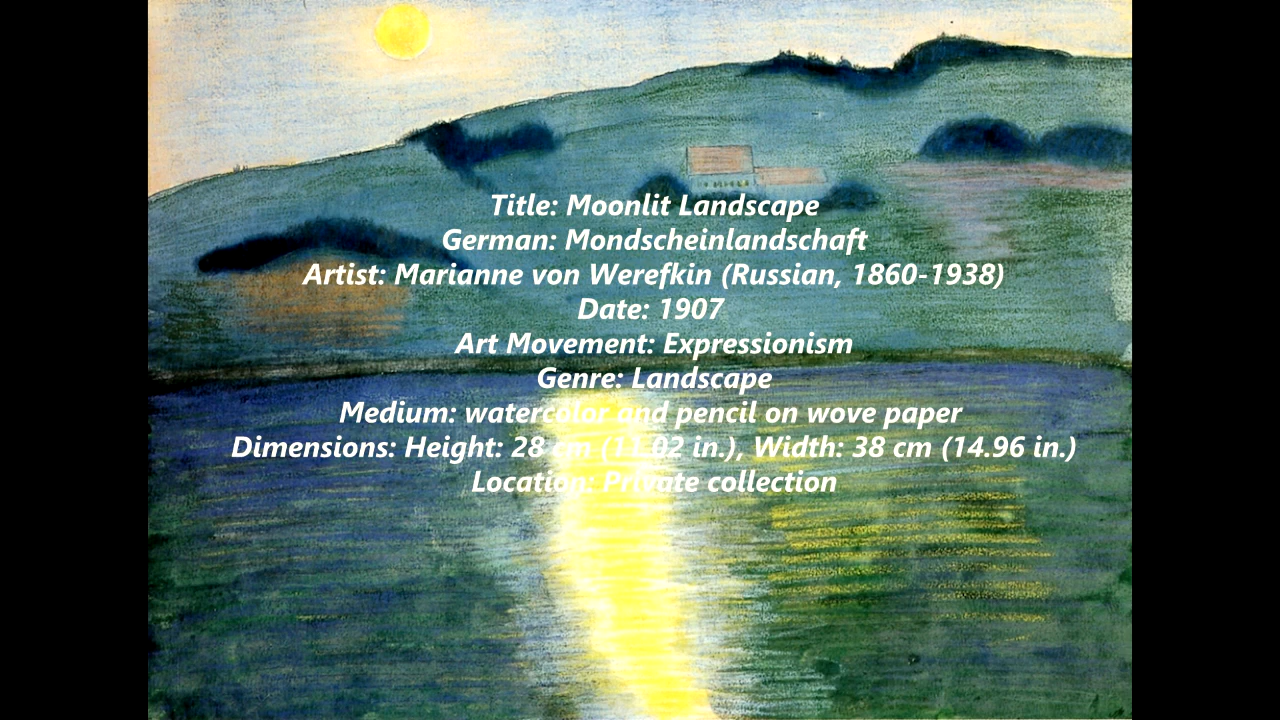 Title: Moonlit Landscape
German: Mondscheinlandschaft
Artist: Marianne von Werefkin (Russian, 1860-1938)
Date: 1907
Art Movement: Expressionism
Genre: Landscape
Medium: watercolor and pencil on wove paper
Dimensions: Height: 28 cm (11.02 in.), Width: 38 cm (14.96 in.)
Location: Private collection